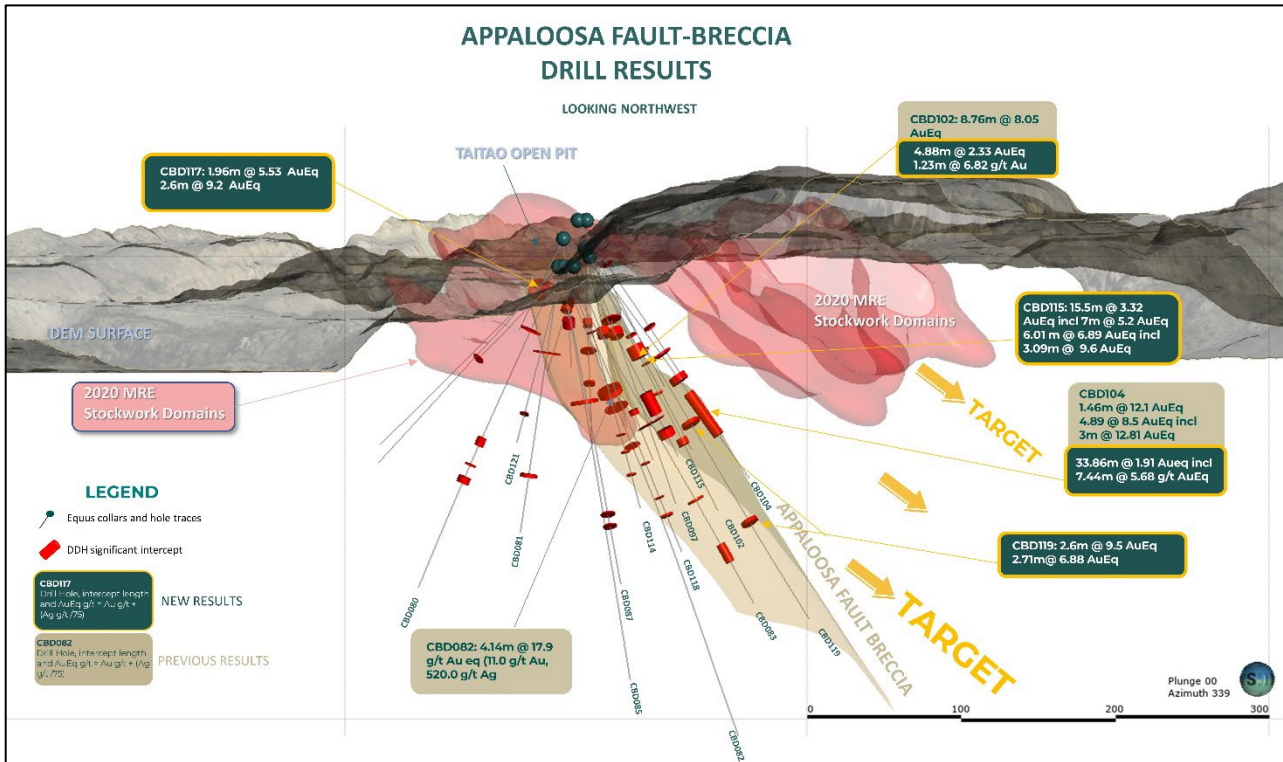 APPALOOSA FAULT-BRECCIA
DRILL RESULTS
LOOKING NORTHWEST
TAITAO OPEN PIT
CBD117: 1.96m @ 5.53 AuEq
2.6m @ 9.2 AuEq
CBD102: 8.76m @ 8.05
AuEq
4.88m @ 2.33 AuEq
1.23m @ 6.82 g/t Au
DEM SURFACE
2020 MRE
Stockwork Domains
2020 MRE
Stockwork Domains
CBD115: 15.5m @ 3.32
AuEq incl 7m @ 5.2 AuEq
6.01 m @ 6.89 AuEq incl
3.09m @ 9.6 AuEq
TARGET
CBD104
1.46m @ 12.1 AuEq
4.89 @ 8.5 AuEq incl
3m @ 12.81 AuEq
33.86m @ 1.91 Aueq incl
7.44m @ 5.68 g/t AuEq
CBD119: 2.6m @ 9.5 AuEq
2.71m@ 6.88 AuEq
TARGET
APPALOOSA FAULT BRECCIA
CBD121
CBD081
CBD080
CBD115
CBD104
CBD097
CBD102
CBD114
CBD118
CBD087
CBD083
CBD119
CBD085
CBD082
CBD082: 4.14m @ 17.9
g/t Au eq (11.0 g/t Au,
520.0 g/t Ag
LEGEND
Equus collars and hole traces
DDH significant intercept
CBD117
Drill Hole, intercept length
and AuEq g/t = Au g/t +
(Ag g/t /75)
NEW RESULTS
CBD082
Drill Hole, intercept length
and AuEq g/t = Au g/t + (Ag
g/t /75)
PREVIOUS RESULTS
Plunge 00
Azimuth 339
0 100 200 300